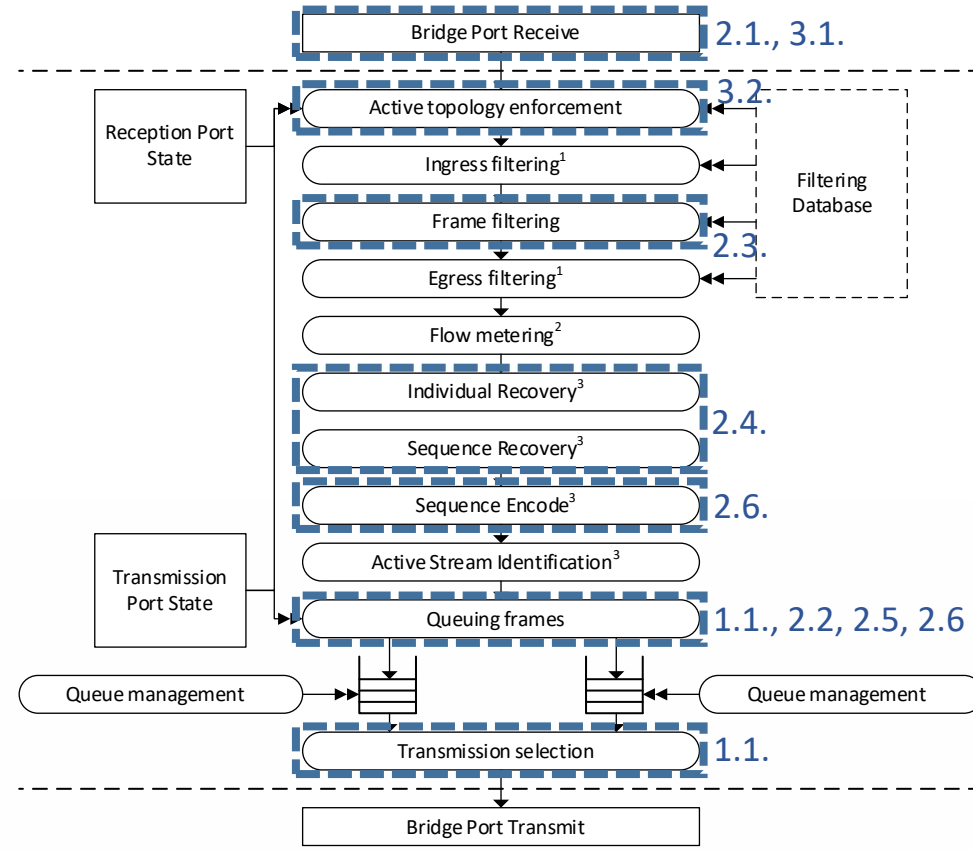 Bridge Port Receive
2.1., 3.1.
3.2.
Reception Port
State
Active topology enforcement
Ingress filtering1
Filtering
Database
Frame filtering
2.3.
Egress filtering1
Flow metering2
Individual Recovery3
2.4.
Sequence Recovery3
Sequence Encode3
2.6.
Active Stream Identification3
Transmission
Port State
Queuing frames
1.1., 2.2, 2.5, 2.6
Queue management
Queue management
Transmission selection
1.1.
Bridge Port Transmit